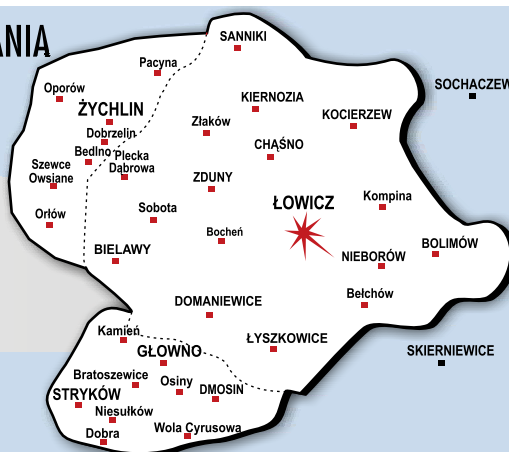 ANIA
SANNIKI
Pacyna
Oporów
SOCHACZEW
KIERNOZIA
ŻYCHLIN
KOCIERZEW
Złaków
Dobrzelin
CHĄŚNO
Bedlno
Plecka
Dąbrowa
Szewce
Owsiane
ZDUNY
Kompina
ŁOWICZ
Sobota
Orłów
Bocheń
BOLIMÓW
BIELAWY
NIEBORÓW
Bełchów
DOMANIEWICE
Kamień
ŁYSZKOWICE
GŁOWNO
SKIERNIEWICE
Bratoszewice
Osiny
DMOSIN
STRYKÓW
Niesułków
Wola Cyrusowa
Dobra